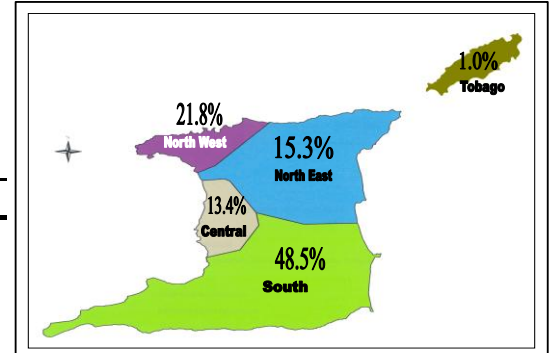 1.0%
Tobago
21.8%
North West
15.3%
North East
13.4%
Central
48.5%
South